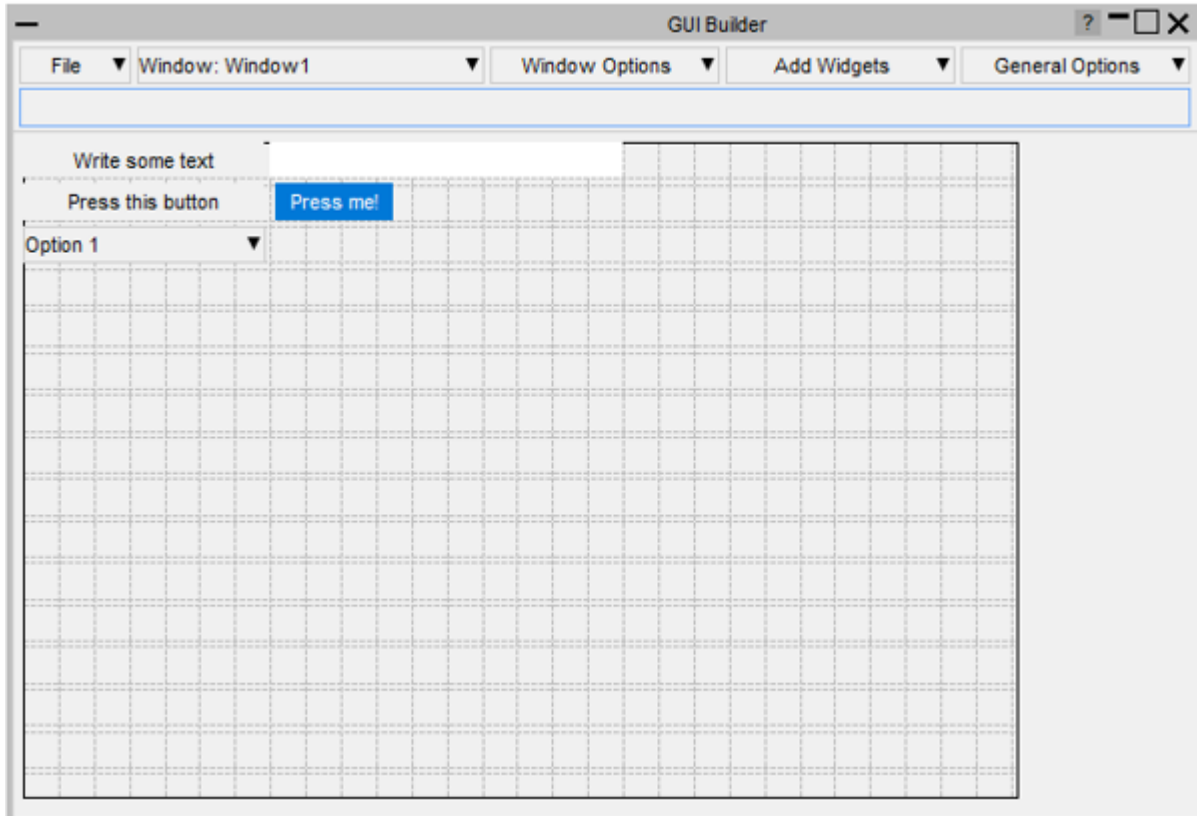 GUI Builder
?
File Window: Window1 Window Options Add Widgets General Options
Write some text
Press this button Press me!
Option 1